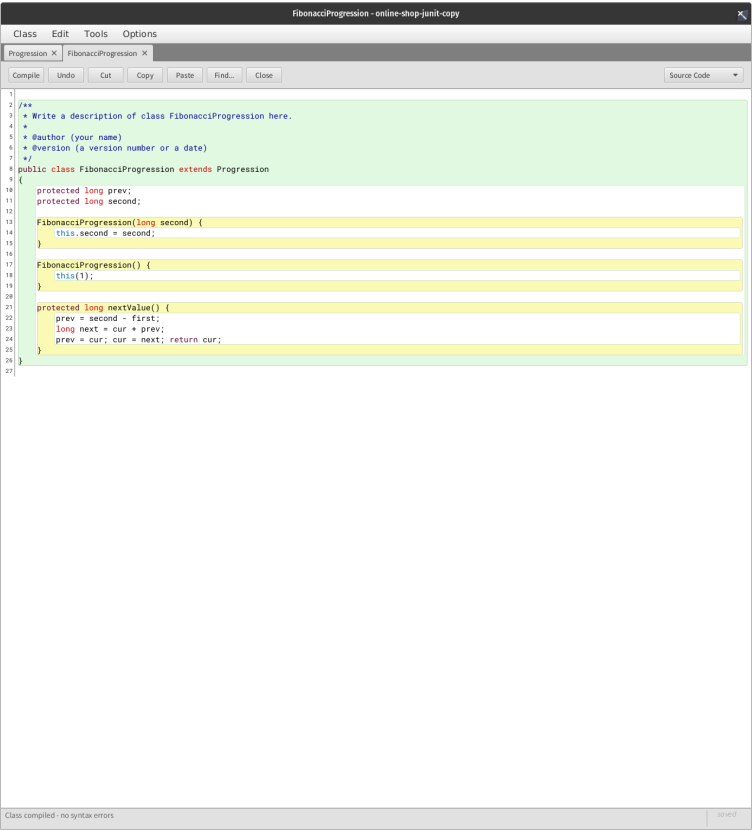 FibonacciProgression - online-shop-junit-copy
Class Edit Tools Options
Progression × FibonacciProgression ×
Compile Undo Cut Copy Paste Find... Close Source Code
1
2 /**
3  * Write a description of class FibonacciProgression here.
4  *
5  * @author (your name)
6  * @version (a version number or a date)
7  */
8 public class FibonacciProgression extends Progression
9 {
10     protected long prev;
11     protected long second;
12
13     FibonacciProgression(long second) {
14         this.second = second;
15     }
16
17     FibonacciProgression() {
18         this(1);
19     }
20
21     protected long nextValue() {
22         prev = second - first;
23         long next = cur + prev;
24         prev = cur; cur = next; return cur;
25     }
26 }
27
Class compiled - no syntax errors
saved